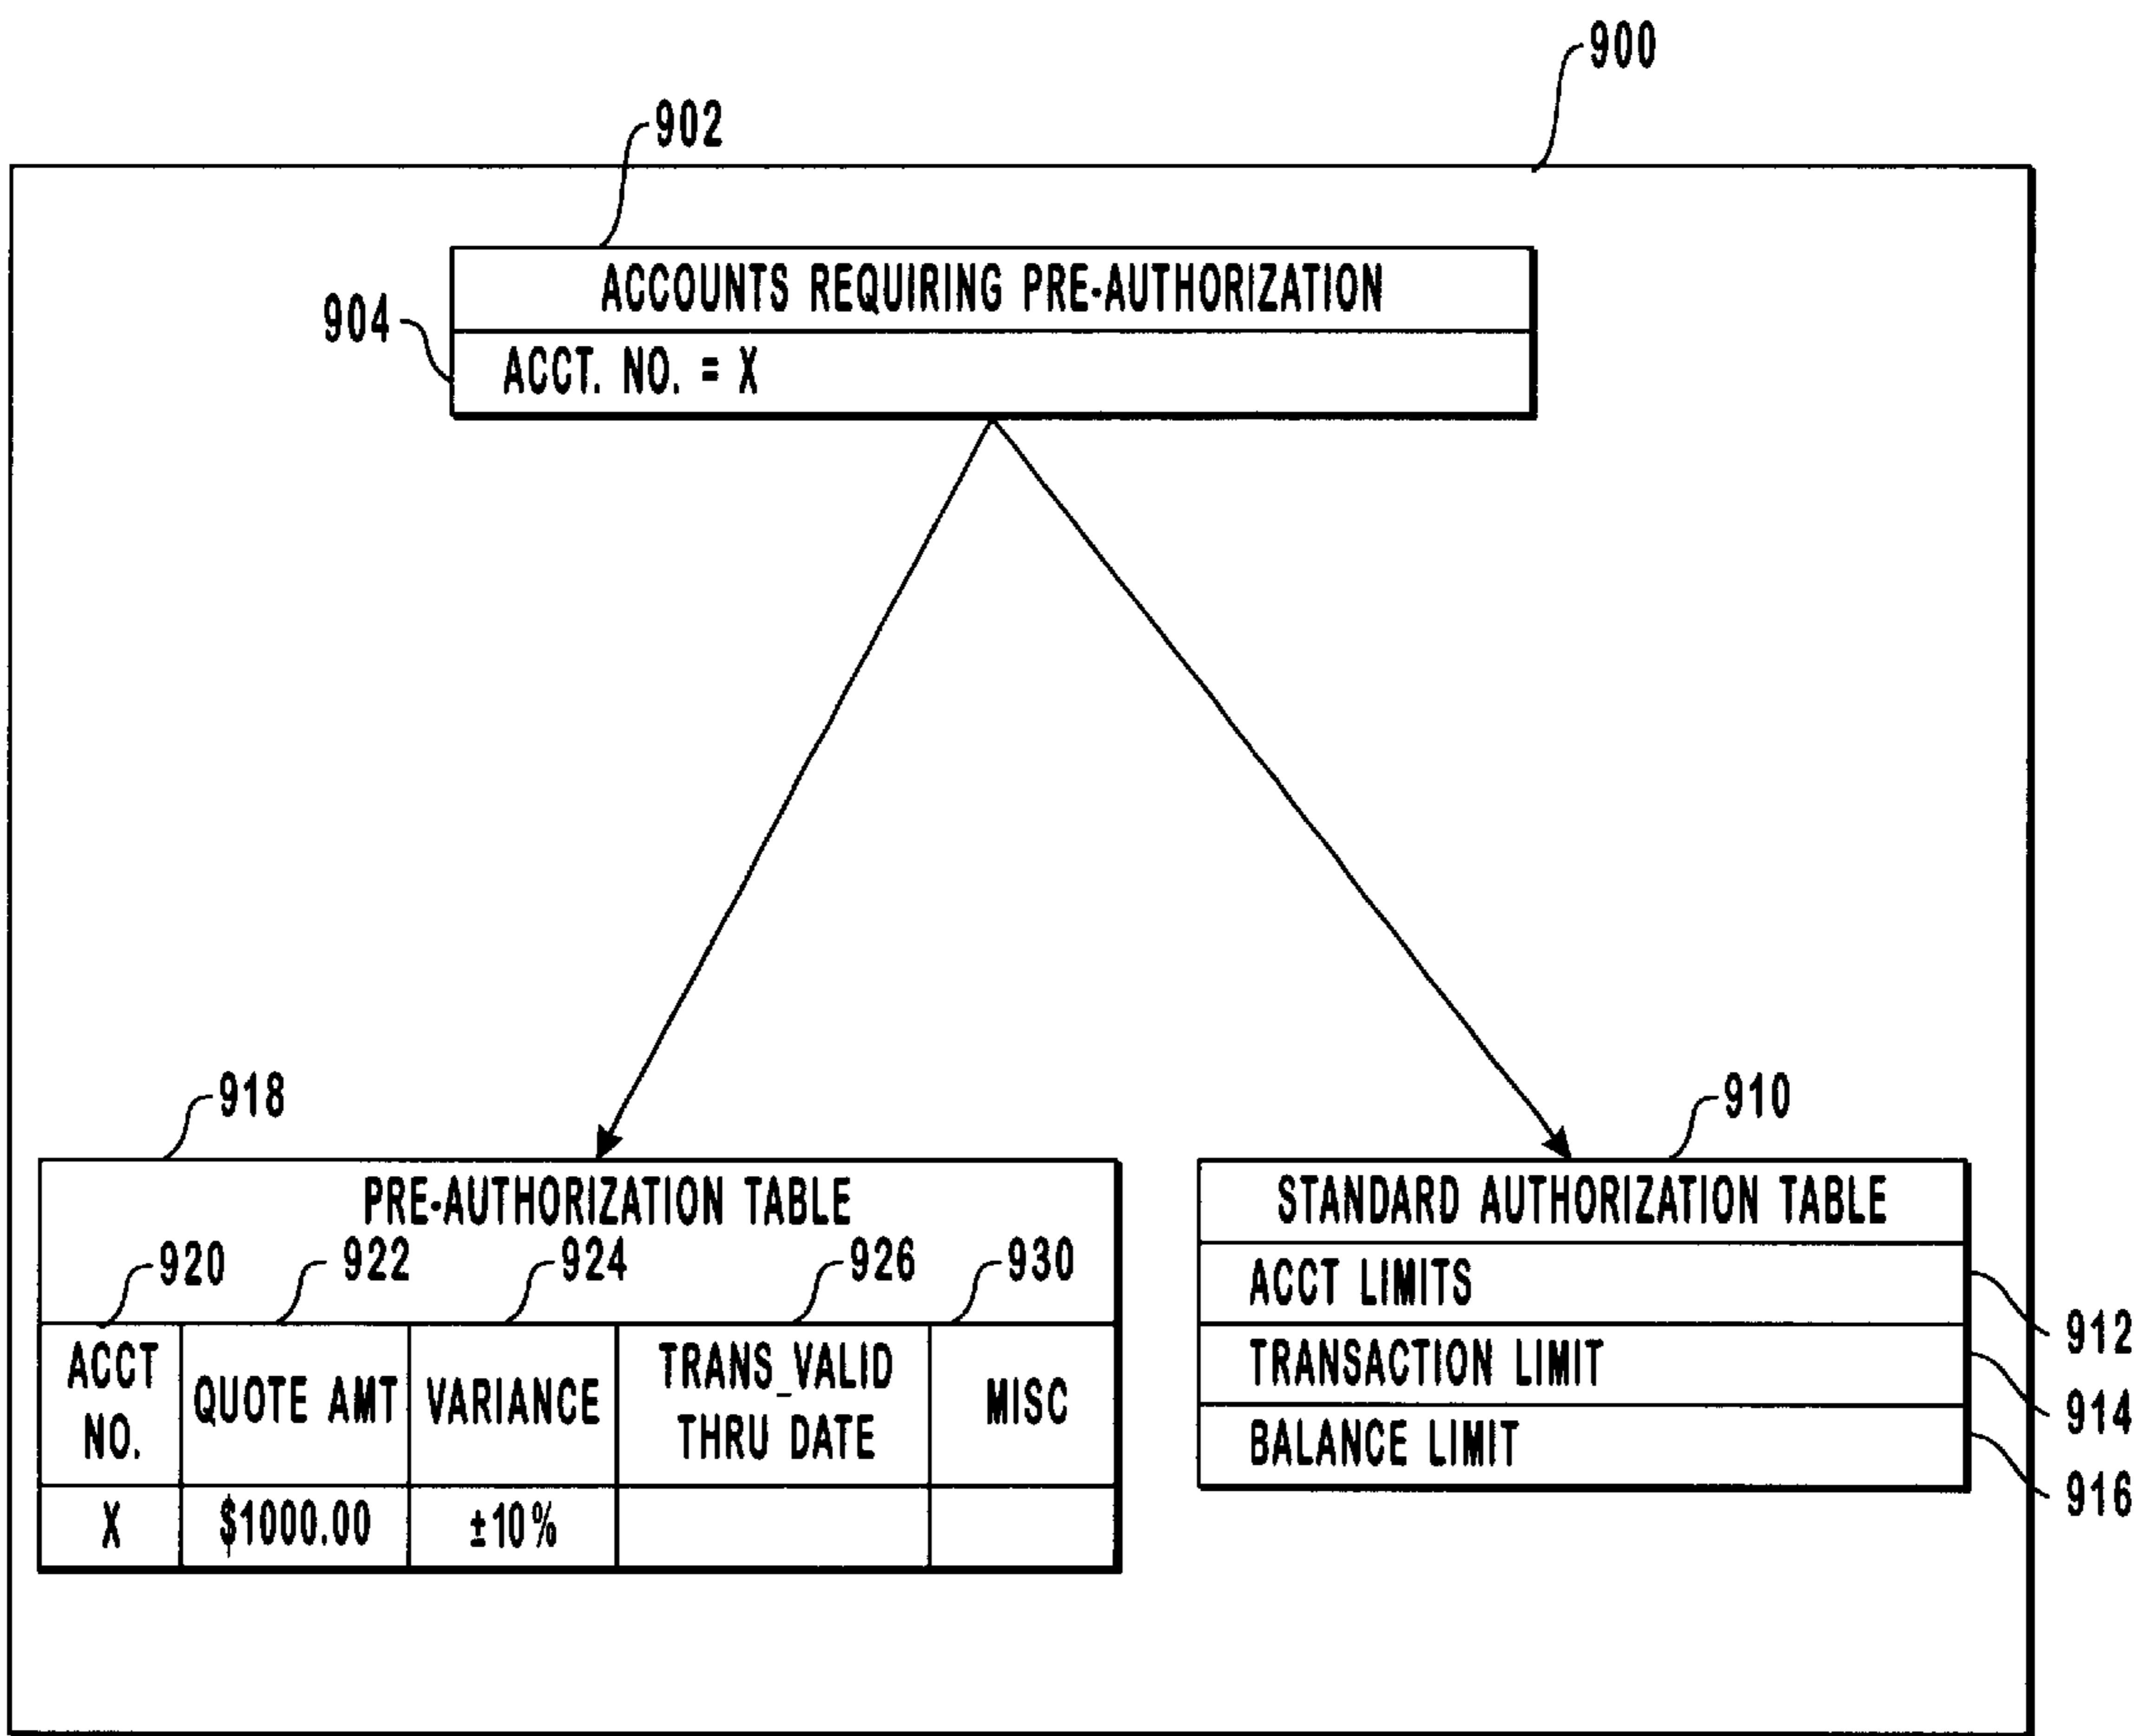 900
902
ACCOUNTS REQUIRING PRE-AUTHORIZATION
904
ACCT. NO. = X
918
910
PRE-AUTHORIZATION TABLE
920
922
924
926
930
ACCT
NO.
QUOTE AMT
VARIANCE
TRANS_VALID
THRU DATE
MISC
X
$1000.00
±10%
STANDARD AUTHORIZATION TABLE
ACCT LIMITS
912
TRANSACTION LIMIT
914
BALANCE LIMIT
916